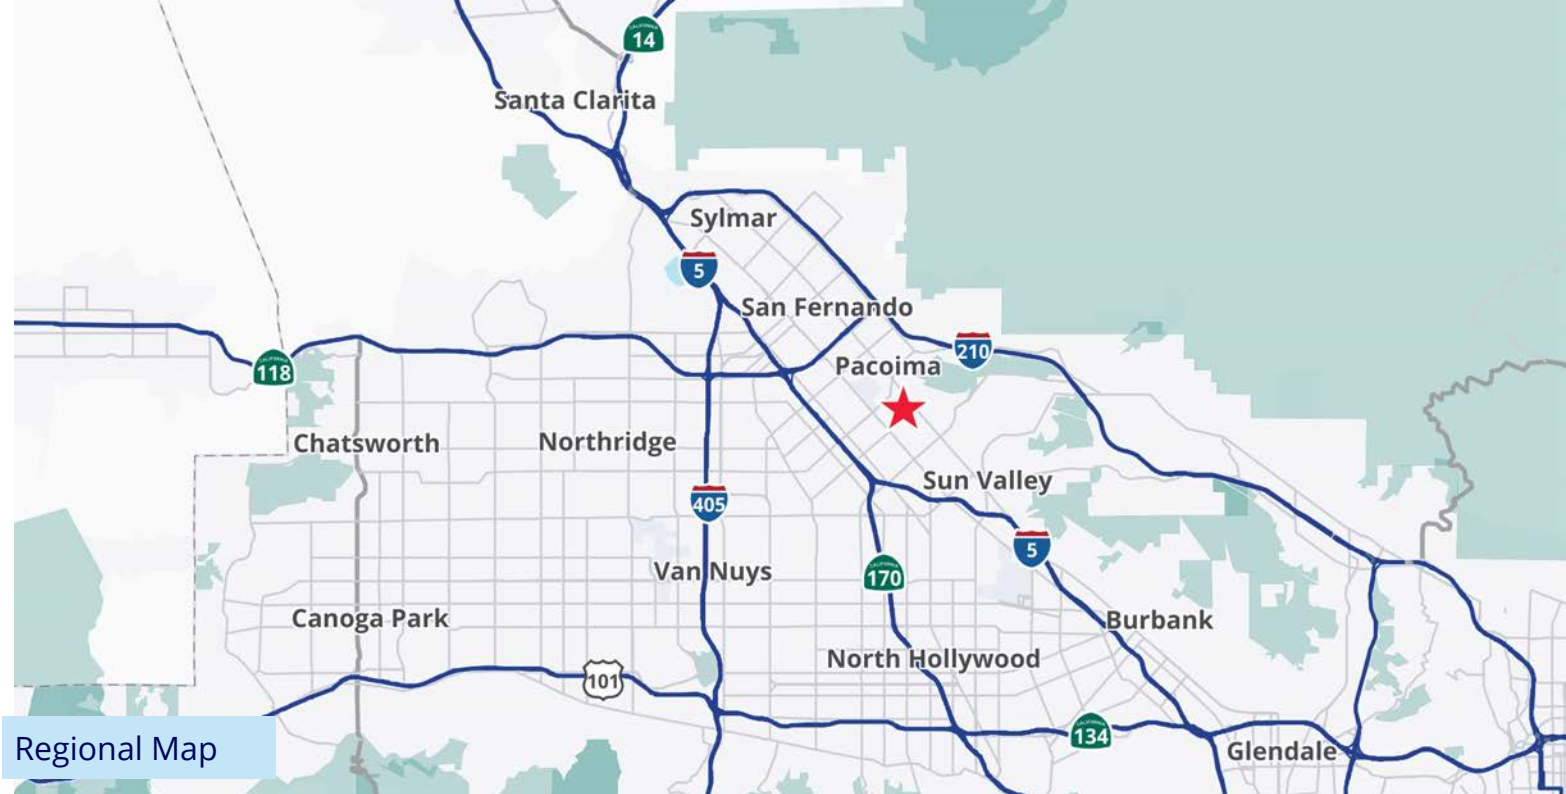 14
Santa Clarita
Sylmar
5
San Fernando
210
Pacoima
118
Chatsworth
Northridge
Sun Valley
405
5
Van Nuys
170
Canoga Park
Burbank
North Hollywood
101
134
Regional Map
Glendale